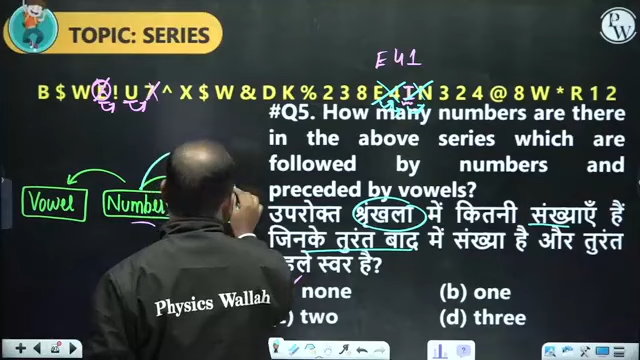 TOPIC: SERIES
E 4 1
B $ W E ! U 7 ^ X $ W & D K % 2 3 8 E 4 I N 3 2 4 @ 8 W * R 1 2
#Q5. How many numbers are there
in the above series which are
followed by numbers and
preceded by vowels?
Vowel
Number
उपरोक्त श्रृंखला में कितनी संख्याएँ हैं
जिनके तुरंत बाद में संख्या है और तुरंत
स्वर है?
Physics Wallah
none
(b) one
two
(d) three